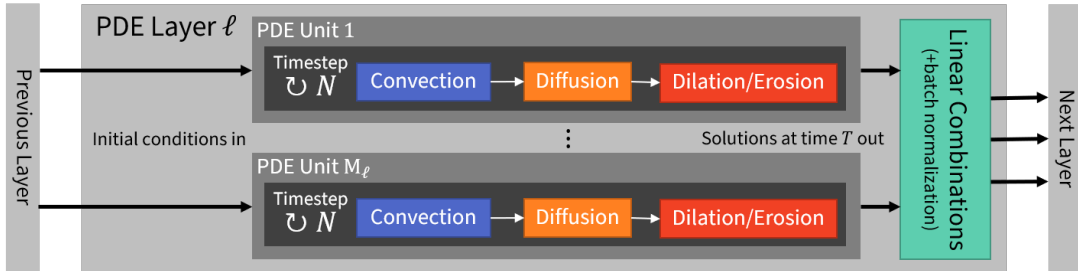 PDE Layer ℓ
Previous Layer
PDE Unit 1
Timestep
↻ N
Convection
Diffusion
Dilation/Erosion
Initial conditions in
⋮
Solutions at time T out
PDE Unit M_ℓ
Timestep
↻ N
Convection
Diffusion
Dilation/Erosion
Linear Combinations
(+batch normalization)
Next Layer